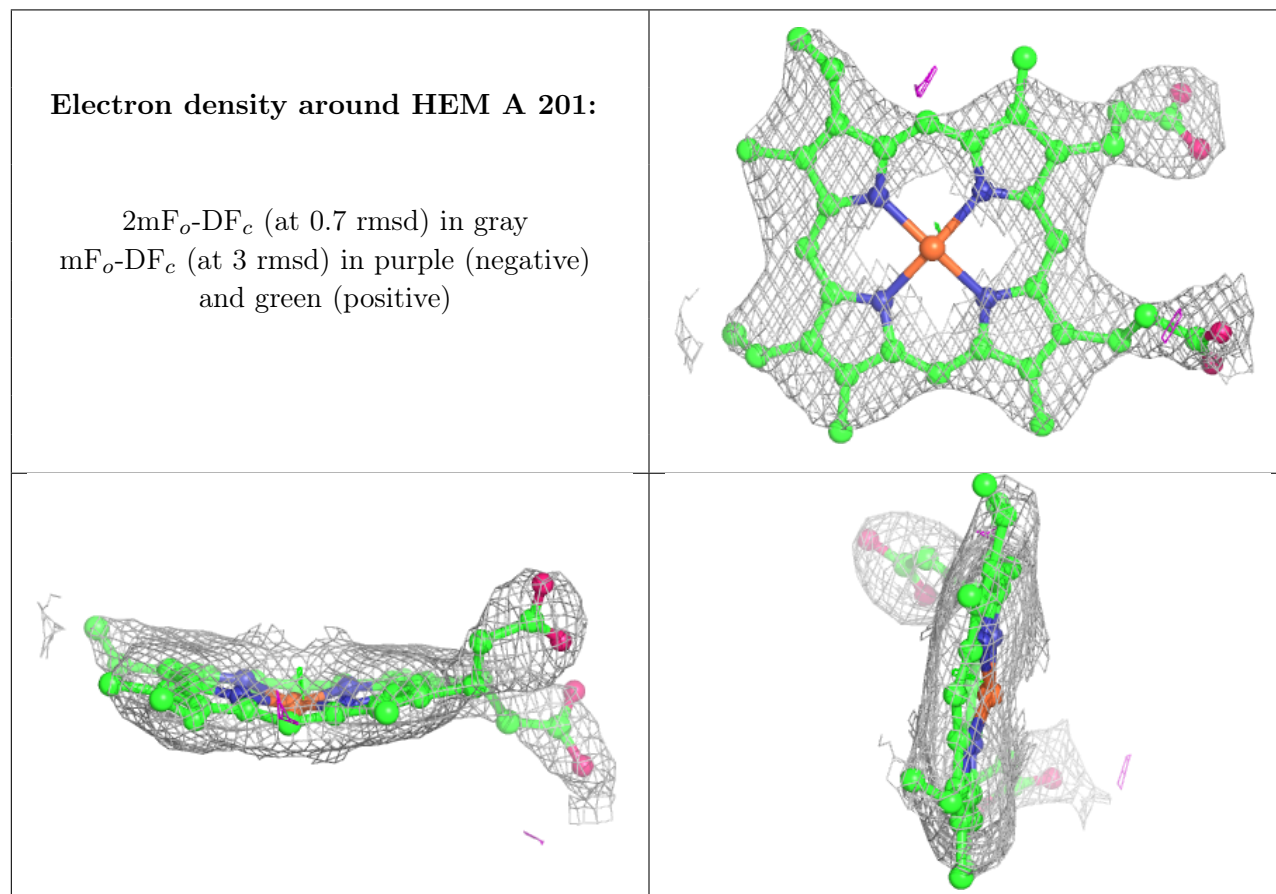 Electron density around HEM A 201:
2mFo-DFc (at 0.7 rmsd) in gray
mFo-DFc (at 3 rmsd) in purple (negative)
and green (positive)